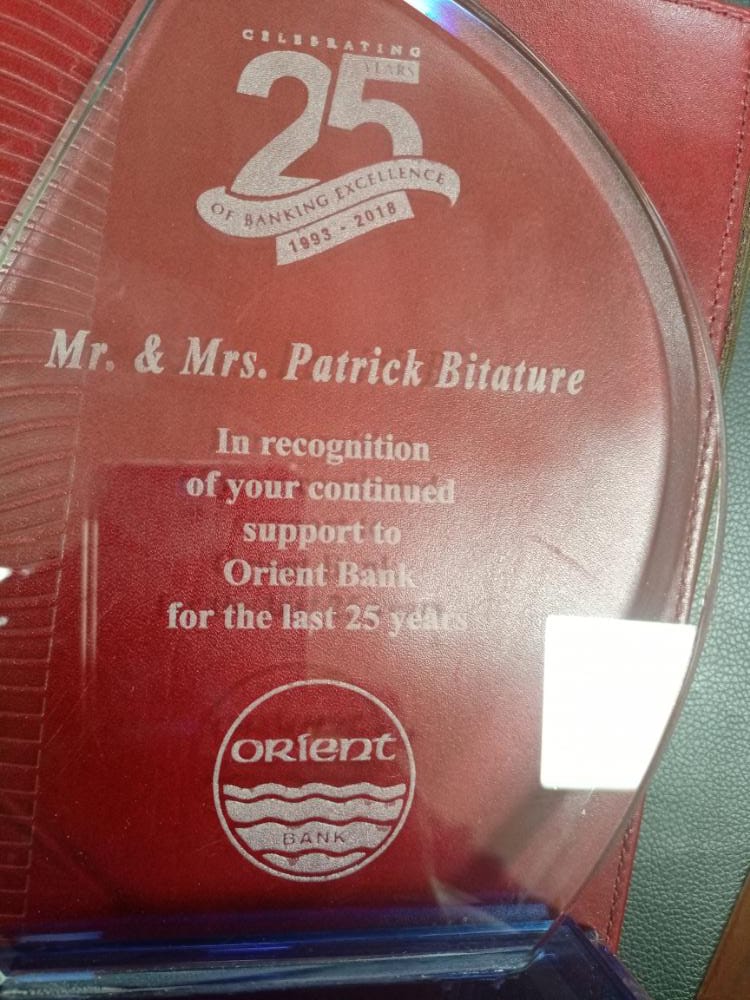 CELEBRATING
25
YEARS
OF BANKING EXCELLENCE
1993 - 2018
Mr. & Mrs. Patrick Bitature
In recognition
of your continued
support to
Orient Bank
for the last 25 years
ORIENT
BANK